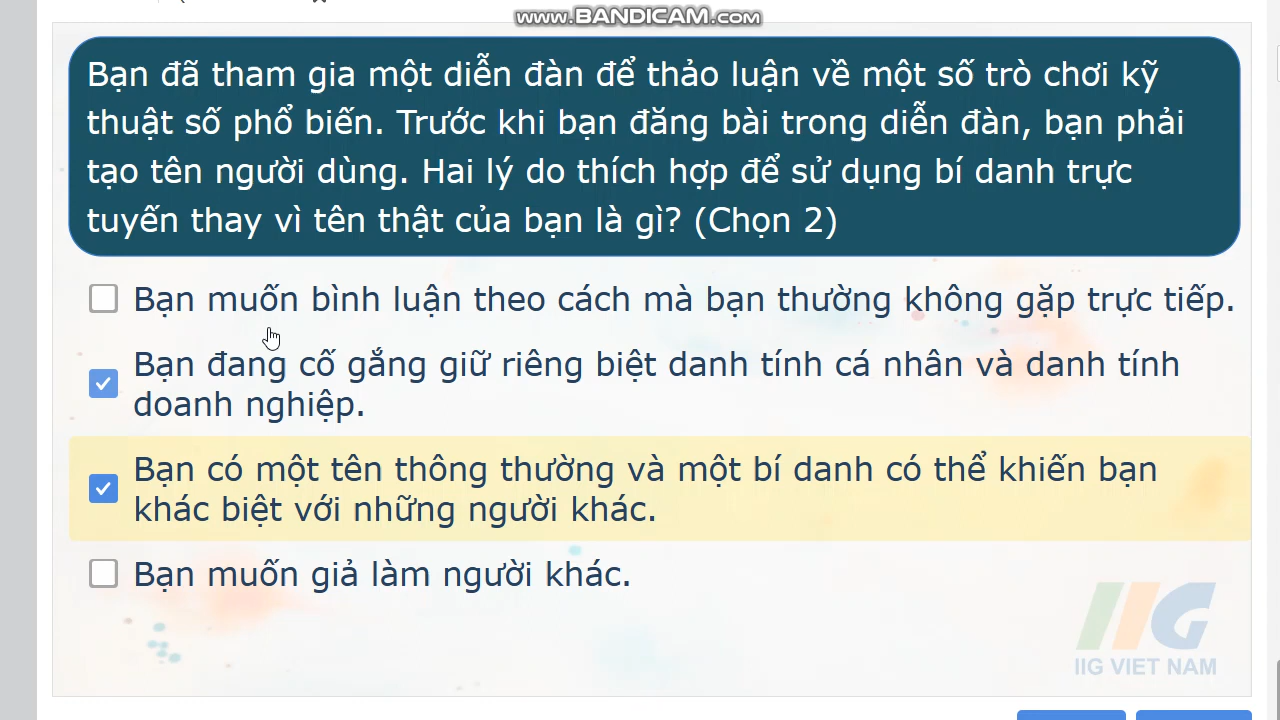 www.BANDICAM.com
Bạn đã tham gia một diễn đàn để thảo luận về một số trò chơi kỹ
thuật số phổ biến. Trước khi bạn đăng bài trong diễn đàn, bạn phải
tạo tên người dùng. Hai lý do thích hợp để sử dụng bí danh trực
tuyến thay vì tên thật của bạn là gì? (Chọn 2)
Bạn muốn bình luận theo cách mà bạn thường không gặp trực tiếp.
Bạn đang cố gắng giữ riêng biệt danh tính cá nhân và danh tính
doanh nghiệp.
Bạn có một tên thông thường và một bí danh có thể khiến bạn
khác biệt với những người khác.
Bạn muốn giả làm người khác.
IIG
IIG VIET NAM